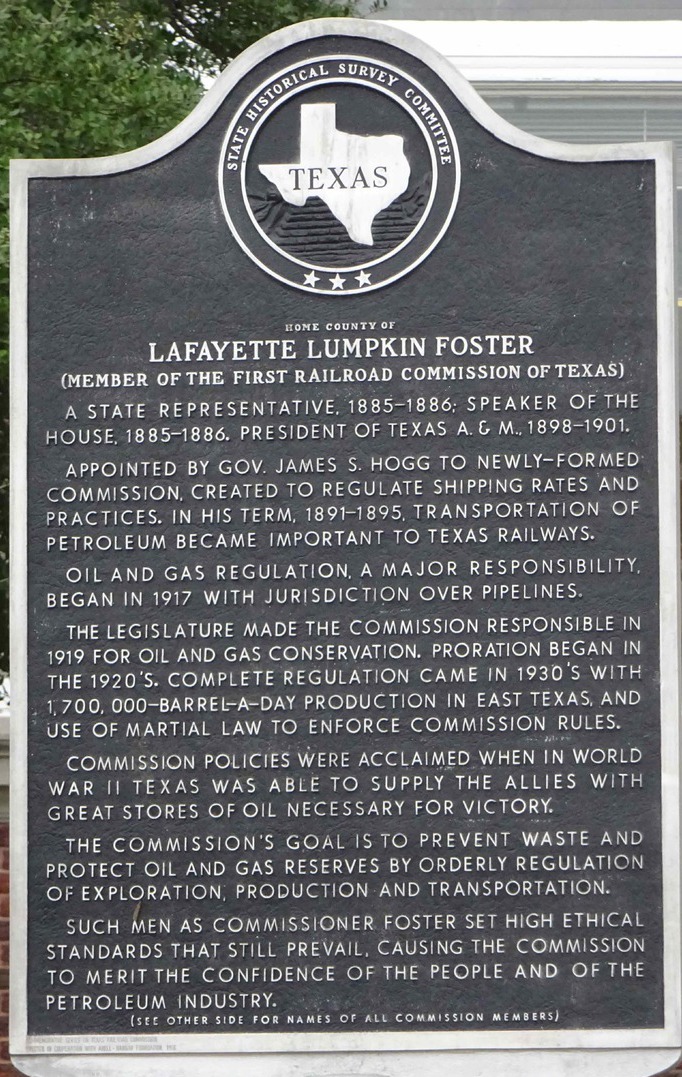 STATE HISTORICAL SURVEY COMMITTEE
TEXAS
HOME COUNTY OF
LAFAYETTE LUMPKIN FOSTER
(MEMBER OF THE FIRST RAILROAD COMMISSION OF TEXAS)
A STATE REPRESENTATIVE, 1885–1886; SPEAKER OF THE
HOUSE, 1885–1886. PRESIDENT OF TEXAS A. & M., 1898–1901.
APPOINTED BY GOV. JAMES S. HOGG TO NEWLY–FORMED
COMMISSION, CREATED TO REGULATE SHIPPING RATES AND
PRACTICES. IN HIS TERM, 1891–1895, TRANSPORTATION OF
PETROLEUM BECAME IMPORTANT TO TEXAS RAILWAYS.
OIL AND GAS REGULATION, A MAJOR RESPONSIBILITY,
BEGAN IN 1917 WITH JURISDICTION OVER PIPELINES.
THE LEGISLATURE MADE THE COMMISSION RESPONSIBLE IN
1919 FOR OIL AND GAS CONSERVATION. PRORATION BEGAN IN
THE 1920'S. COMPLETE REGULATION CAME IN 1930'S WITH
1,700, 000–BARREL–A–DAY PRODUCTION IN EAST TEXAS, AND
USE OF MARTIAL LAW TO ENFORCE COMMISSION RULES.
COMMISSION POLICIES WERE ACCLAIMED WHEN IN WORLD
WAR II TEXAS WAS ABLE TO SUPPLY THE ALLIES WITH
GREAT STORES OF OIL NECESSARY FOR VICTORY.
THE COMMISSION'S GOAL IS TO PREVENT WASTE AND
PROTECT OIL AND GAS RESERVES BY ORDERLY REGULATION
OF EXPLORATION, PRODUCTION AND TRANSPORTATION.
SUCH MEN AS COMMISSIONER FOSTER SET HIGH ETHICAL
STANDARDS THAT STILL PREVAIL, CAUSING THE COMMISSION
TO MERIT THE CONFIDENCE OF THE PEOPLE AND OF THE
PETROLEUM INDUSTRY.
(SEE OTHER SIDE FOR NAMES OF ALL COMMISSION MEMBERS)